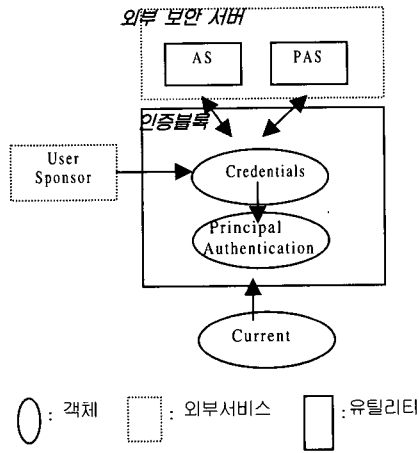 외부 보안 서버
AS
PAS
인증블록
User
Sponsor
Credentials
Principal
Authentication
Current
: 객체
: 외부서비스
: 유틸리티